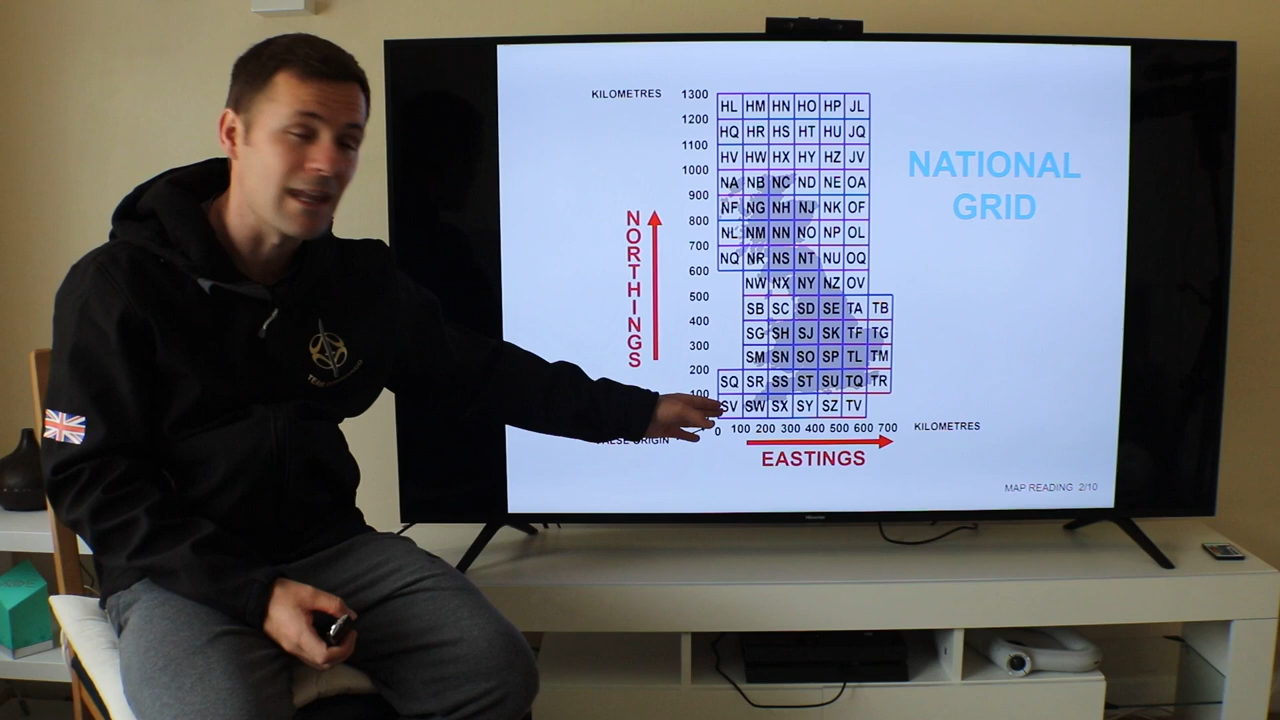 NATIONAL
GRID
KILOMETRES
1300
HL HM HN HO HP JL
1200
HQ HR HS HT HU JQ
1100
HV HW HX HY HZ JV
1000
NA NB NC ND NE OA
900
NF NG NH NJ NK OF
800
NL NM NN NO NP OL
700
NQ NR NS NT NU OQ
600
NW NX NY NZ OV
500
SB SC SD SE TA TB
400
SG SH SJ SK TF TG
300
SM SN SO SP TL TM
200
SQ SR SS ST SU TQ TR
100
SV SW SX SY SZ TV
0 100 200 300 400 500 600 700
KILOMETRES
NORTHINGS
EASTINGS
ORIGIN
MAP READING 2/10